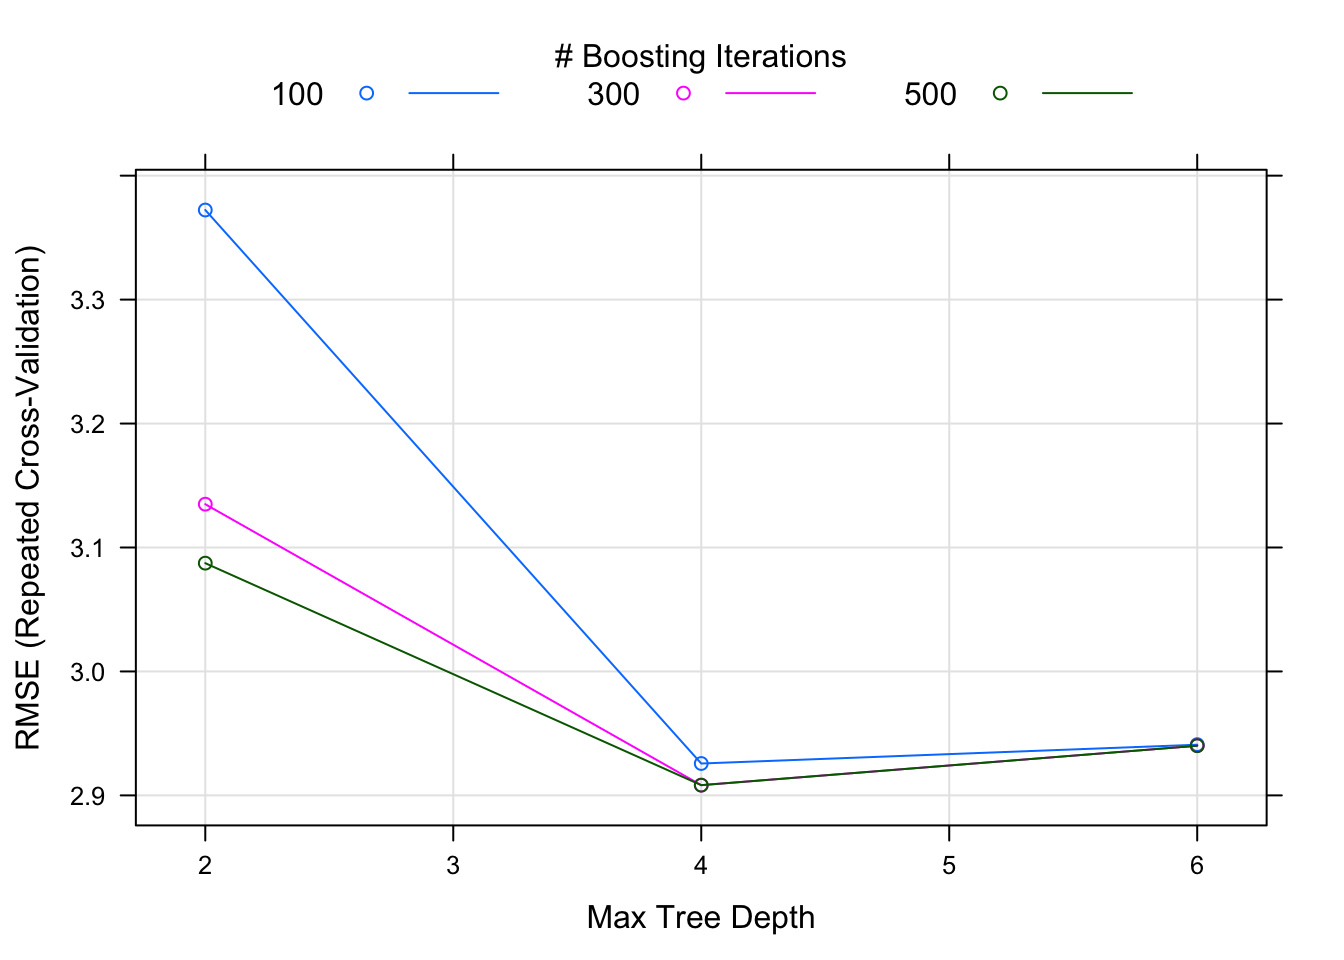 # Boosting Iterations
100 300 500
3.3
3.2
3.1
3.0
2.9
RMSE (Repeated Cross-Validation)
2 3 4 5 6
Max Tree Depth